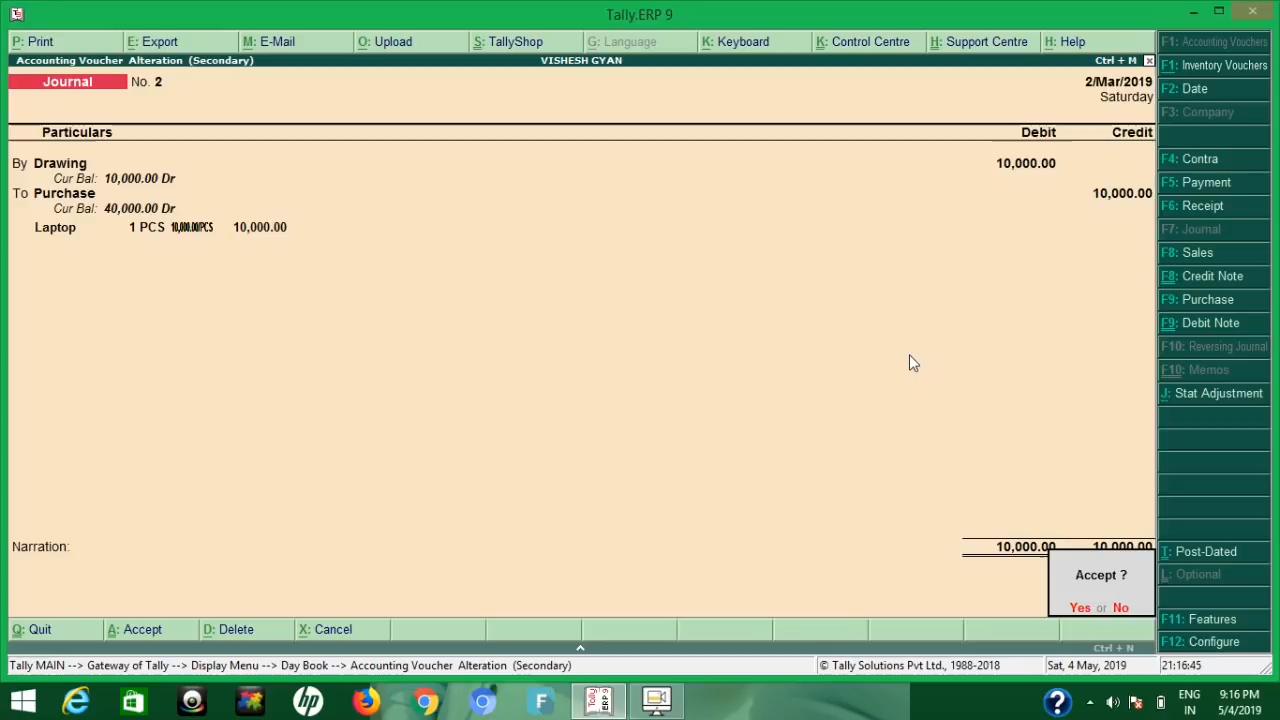 Tally.ERP 9
P: Print E: Export M: E-Mail O: Upload S: TallyShop G: Language K: Keyboard K: Control Centre H: Support Centre H: Help
Accounting Voucher Alteration (Secondary) VISHESH GYAN Ctrl + M
Journal No. 2 2/Mar/2019
Saturday
Particulars Debit Credit
By Drawing 10,000.00
Cur Bal: 10,000.00 Dr
To Purchase 10,000.00
Cur Bal: 40,000.00 Dr
Laptop 1 PCS 10,000.00/PCS 10,000.00
Narration: 10,000.00 10,000.00
Accept ?
Yes or No
F1: Accounting Vouchers
F1: Inventory Vouchers
F2: Date
F3: Company
F4: Contra
F5: Payment
F6: Receipt
F7: Journal
F8: Sales
F8: Credit Note
F9: Purchase
F9: Debit Note
F10: Reversing Journal
F10: Memos
J: Stat Adjustment
T: Post-Dated
L: Optional
F11: Features
F12: Configure
Q: Quit A: Accept D: Delete X: Cancel
Ctrl + N
Tally MAIN --> Gateway of Tally --> Display Menu --> Day Book --> Accounting Voucher Alteration (Secondary) © Tally Solutions Pvt Ltd., 1988-2018 Sat, 4 May, 2019 21:16:45
hp F Tally ERP 9 ? ENG 9:16 PM
IN 5/4/2019